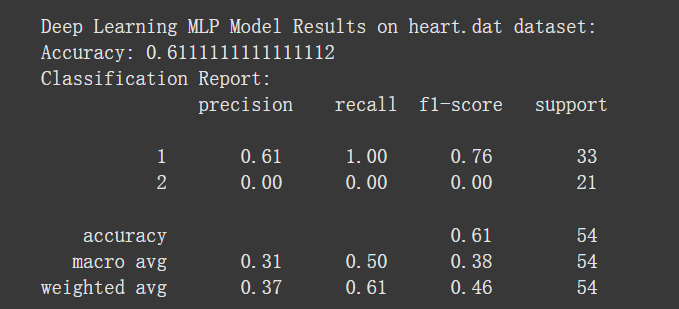 Deep Learning MLP Model Results on heart.dat dataset:
Accuracy: 0.6111111111111112
Classification Report:
precision recall f1-score support
1 0.61 1.00 0.76 33
2 0.00 0.00 0.00 21
accuracy 0.61 54
macro avg 0.31 0.50 0.38 54
weighted avg 0.37 0.61 0.46 54